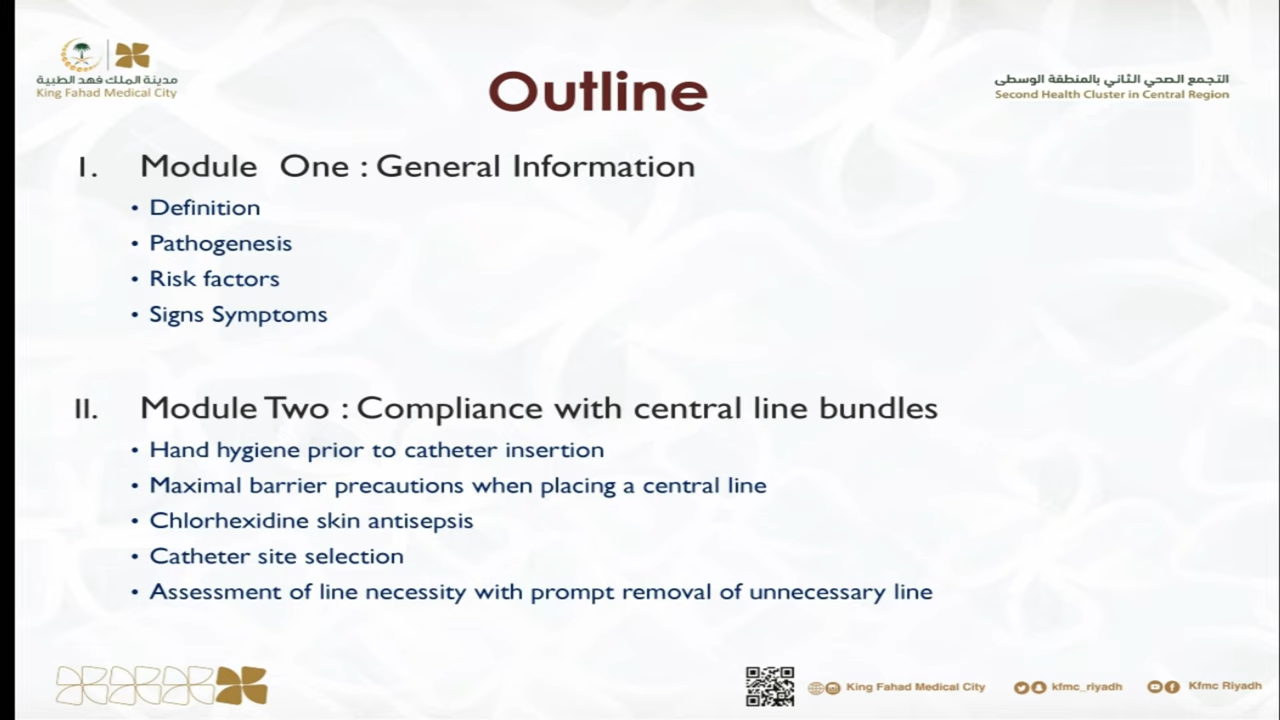 مدينة الملك فهد الطبية
King Fahad Medical City
Outline
التجمع الصحي الثاني بالمنطقة الوسطى
Second Health Cluster in Central Region
I. Module One : General Information
• Definition
• Pathogenesis
• Risk factors
• Signs Symptoms
II. Module Two : Compliance with central line bundles
• Hand hygiene prior to catheter insertion
• Maximal barrier precautions when placing a central line
• Chlorhexidine skin antisepsis
• Catheter site selection
• Assessment of line necessity with prompt removal of unnecessary line
King Fahad Medical City
kfmc_riyadh
Kfmc Riyadh